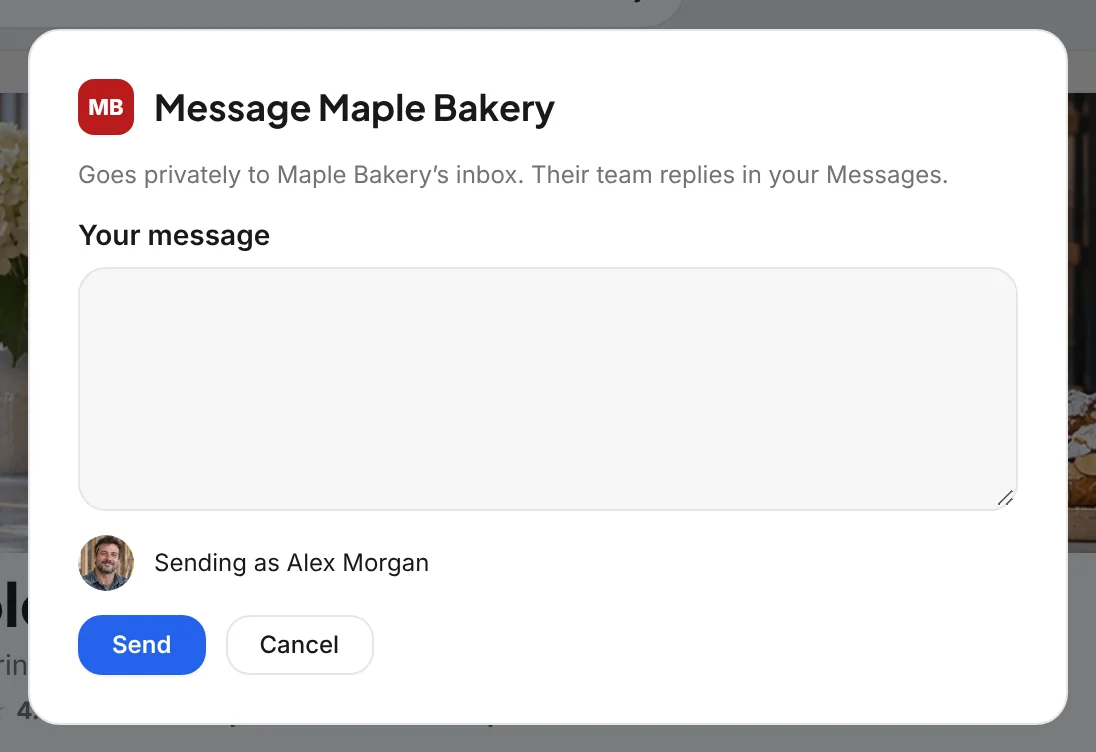 MB
Message Maple Bakery
Goes privately to Maple Bakery’s inbox. Their team replies in your Messages.
Your message
Sending as Alex Morgan
Send
Cancel